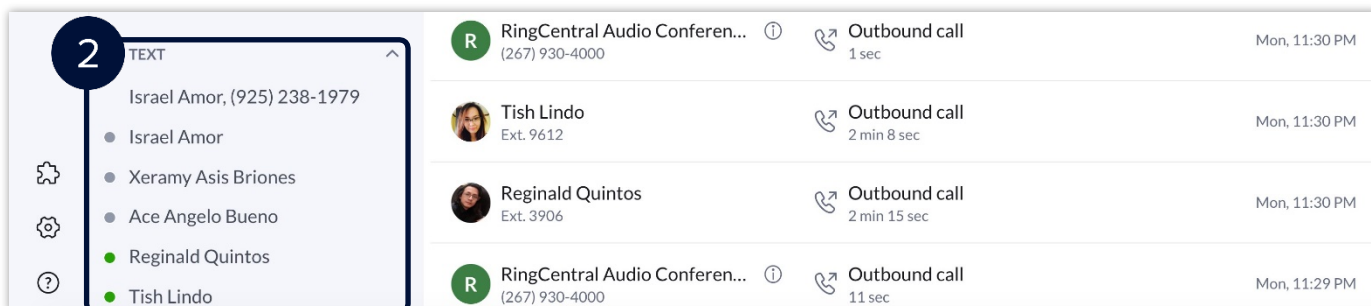 2
TEXT
Israel Amor, (925) 238-1979
Israel Amor
Xeramy Asis Briones
Ace Angelo Bueno
Reginald Quintos
Tish Lindo
R
RingCentral Audio Conferen...
(267) 930-4000
Outbound call
1 sec
Mon, 11:30 PM
Tish Lindo
Ext. 9612
Outbound call
2 min 8 sec
Mon, 11:30 PM
Reginald Quintos
Ext. 3906
Outbound call
2 min 15 sec
Mon, 11:30 PM
R
RingCentral Audio Conferen...
(267) 930-4000
Outbound call
11 sec
Mon, 11:29 PM